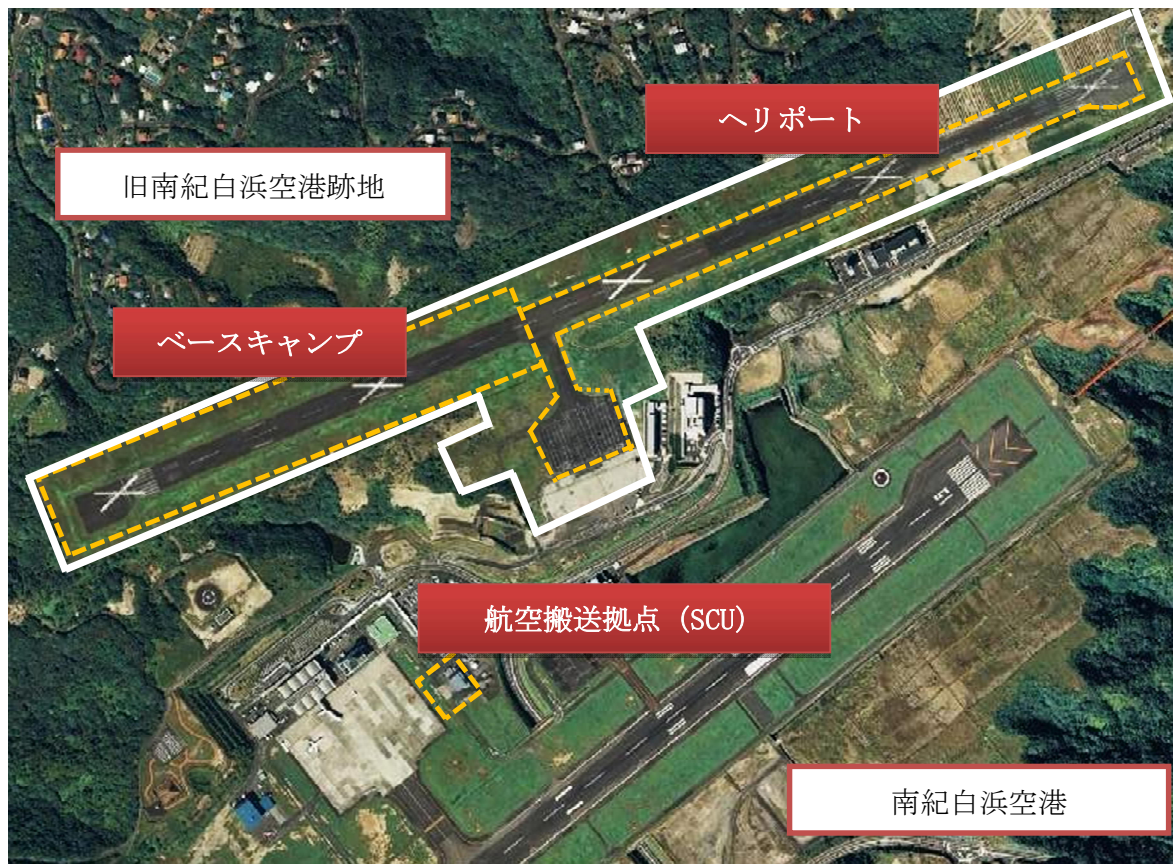 ヘリポート
旧南紀白浜空港跡地
ベースキャンプ
航空搬送拠点（SCU）
南紀白浜空港